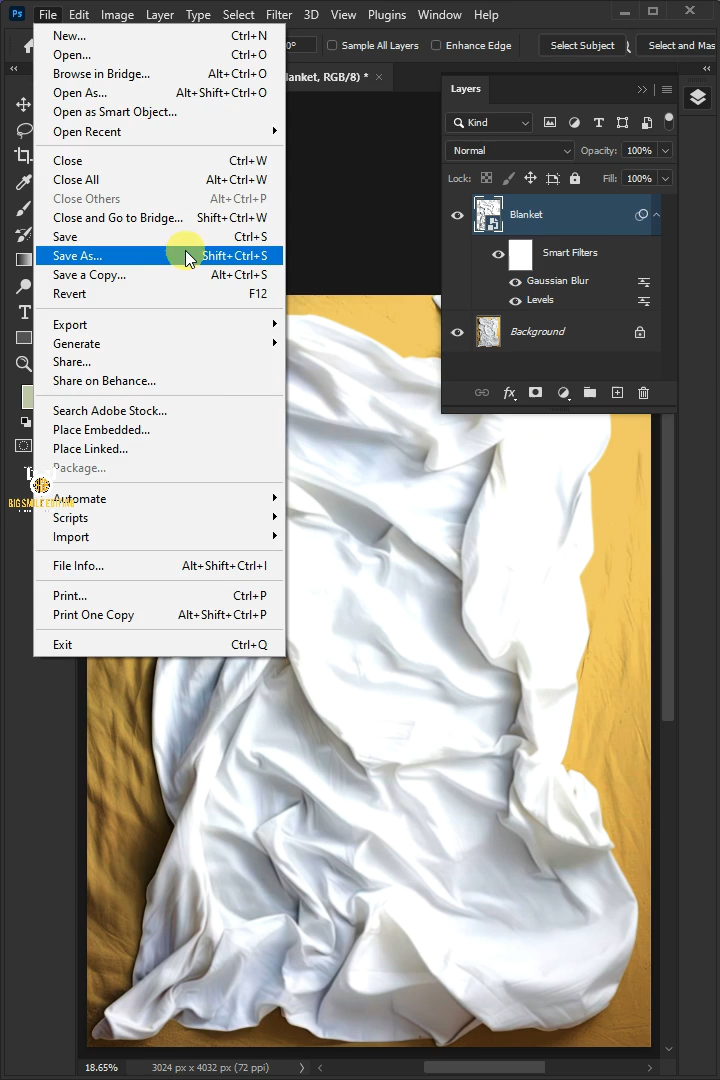 Ps File Edit Image Layer Type Select Filter 3D View Plugins Window Help
0° Sample All Layers Enhance Edge Select Subject Select and Mas
lanket, RGB/8) * ×
New... Ctrl+N
Open... Ctrl+O
Browse in Bridge... Alt+Ctrl+O
Open As... Alt+Shift+Ctrl+O
Open as Smart Object...
Open Recent
Close Ctrl+W
Close All Alt+Ctrl+W
Close Others Alt+Ctrl+P
Close and Go to Bridge... Shift+Ctrl+W
Save Ctrl+S
Save As... Shift+Ctrl+S
Save a Copy... Alt+Ctrl+S
Revert F12
Export
Generate
Share...
Share on Behance...
Search Adobe Stock...
Place Embedded...
Place Linked...
Package...
Automate
Scripts
Import
File Info... Alt+Shift+Ctrl+I
Print... Ctrl+P
Print One Copy Alt+Shift+Ctrl+P
Exit Ctrl+Q
Layers
Kind
Normal Opacity: 100%
Lock: Fill: 100%
Blanket
Smart Filters
Gaussian Blur
Levels
Background
fx
18.65% 3024 px x 4032 px (72 ppi)